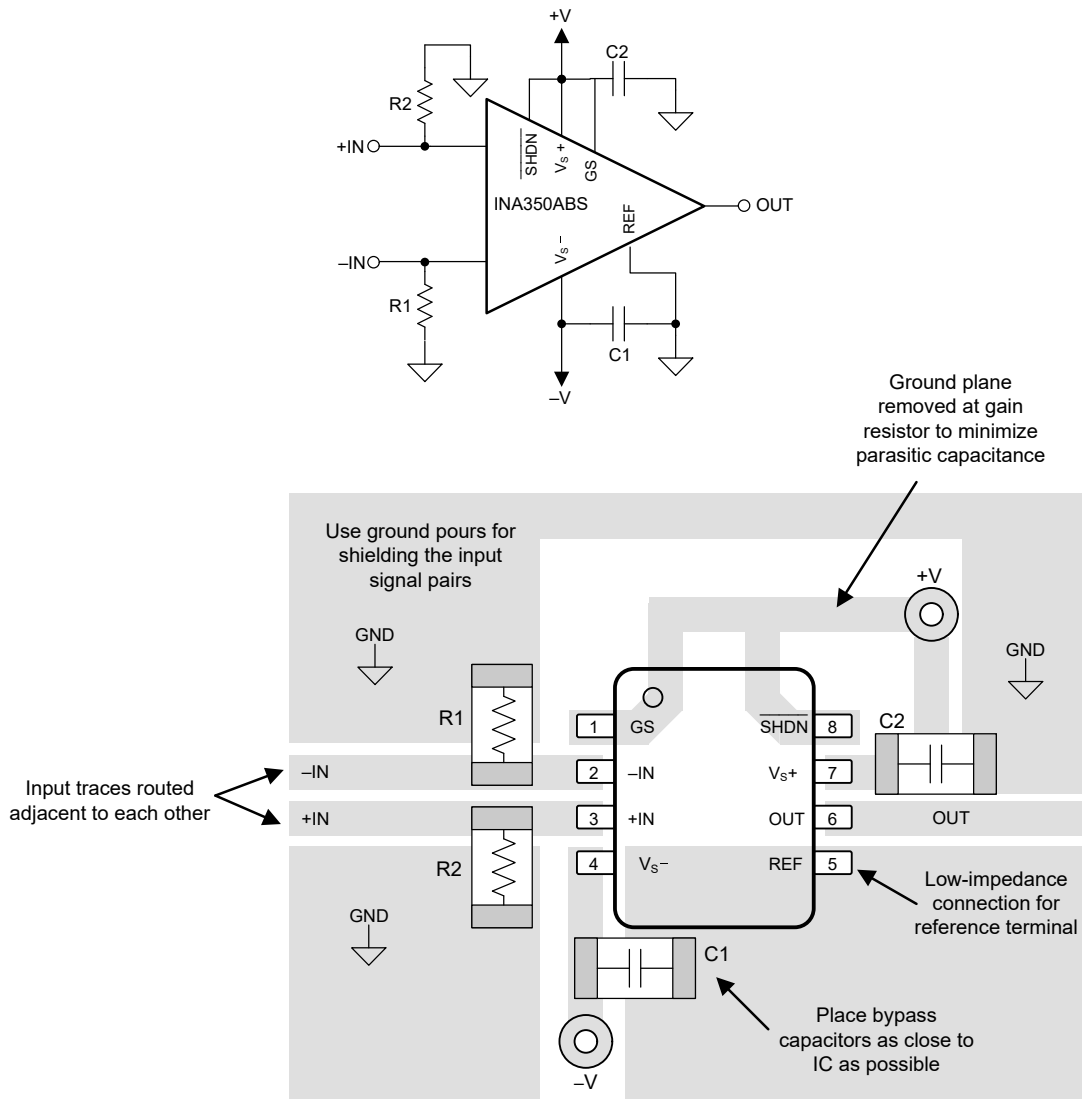 +V
C2
R2
+IN
SHDN
VS +
GS
INA350ABS
OUT
REF
VS –
–IN
R1
C1
–V
Ground plane
removed at gain
resistor to minimize
parasitic capacitance
Use ground pours for
shielding the input
signal pairs
+V
GND
GND
R1
C2
1
GS
SHDN
8
–IN
2
–IN
VS+
7
Input traces routed
adjacent to each other
+IN
3
+IN
OUT
6
OUT
R2
4
VS–
REF
5
Low-impedance
connection for
reference terminal
GND
C1
Place bypass
capacitors as close to
IC as possible
–V